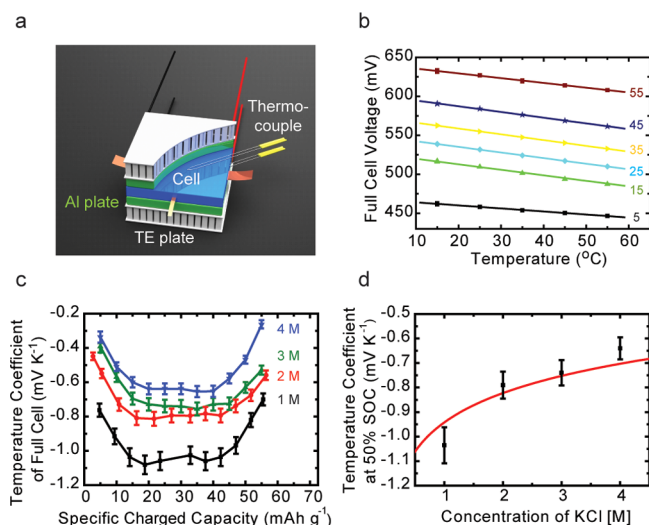 a
Thermo-
couple
Cell
Al plate
TE plate
b
Full Cell Voltage (mV)
650
600
550
500
450
55
45
35
25
15
5
10 20 30 40 50 60
Temperature (°C)
c
Temperature Coefficient
of Full Cell (mV K⁻¹)
-0.2
-0.4
-0.6
-0.8
-1.0
-1.2
4 M
3 M
2 M
1 M
0 10 20 30 40 50 60 70
Specific Charged Capacity (mAh g⁻¹)
d
Temperature Coefficient
at 50% SOC (mV K⁻¹)
-0.5
-0.6
-0.7
-0.8
-0.9
-1.0
-1.1
-1.2
1 2 3 4
Concentration of KCl [M]